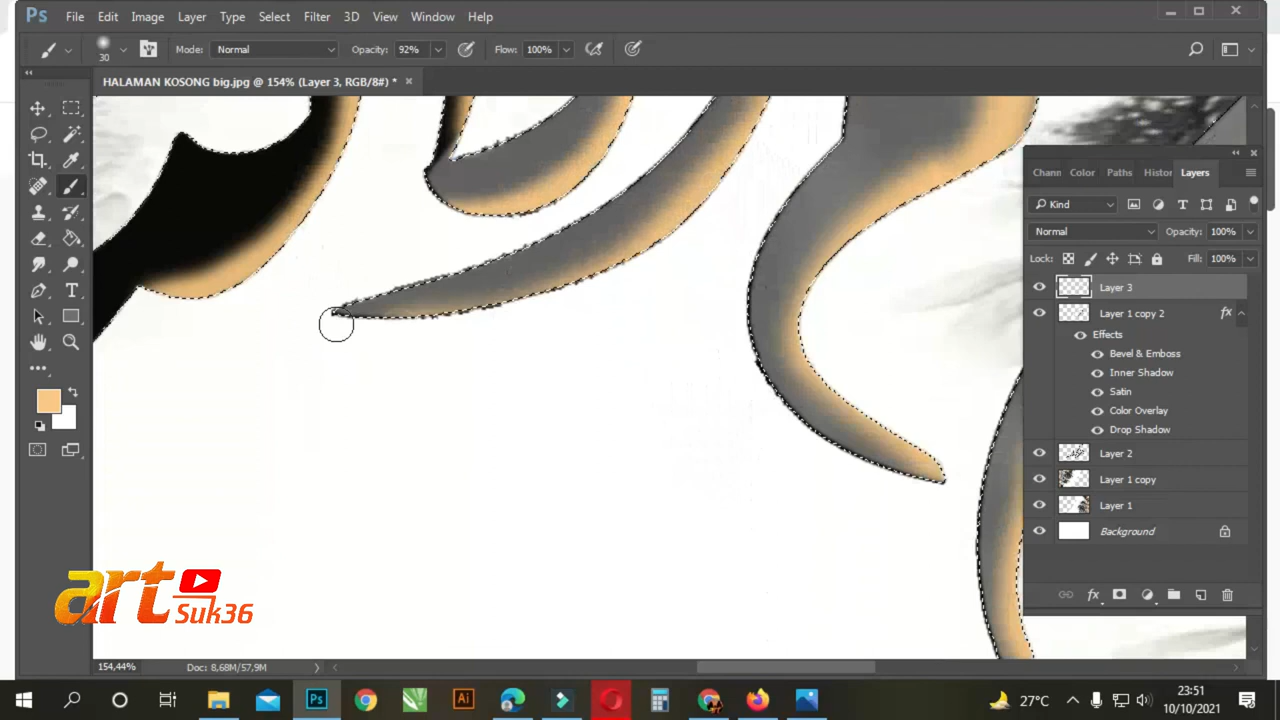 Ps File Edit Image Layer Type Select Filter 3D View Window Help
30 Mode: Normal Opacity: 92% Flow: 100%
HALAMAN KOSONG big.jpg @ 154% (Layer 3, RGB/8#) *
Chann Color Paths Histor Layers
Kind
Normal Opacity: 100%
Lock: Fill: 100%
Layer 3
Layer 1 copy 2 fx
Effects
Bevel & Emboss
Inner Shadow
Satin
Color Overlay
Drop Shadow
Layer 2
Layer 1 copy
Layer 1
Background
fx
art
Suk36
154,44% Doc: 8,68M/57,9M
Ps Ai 27°C 23:51
10/10/2021